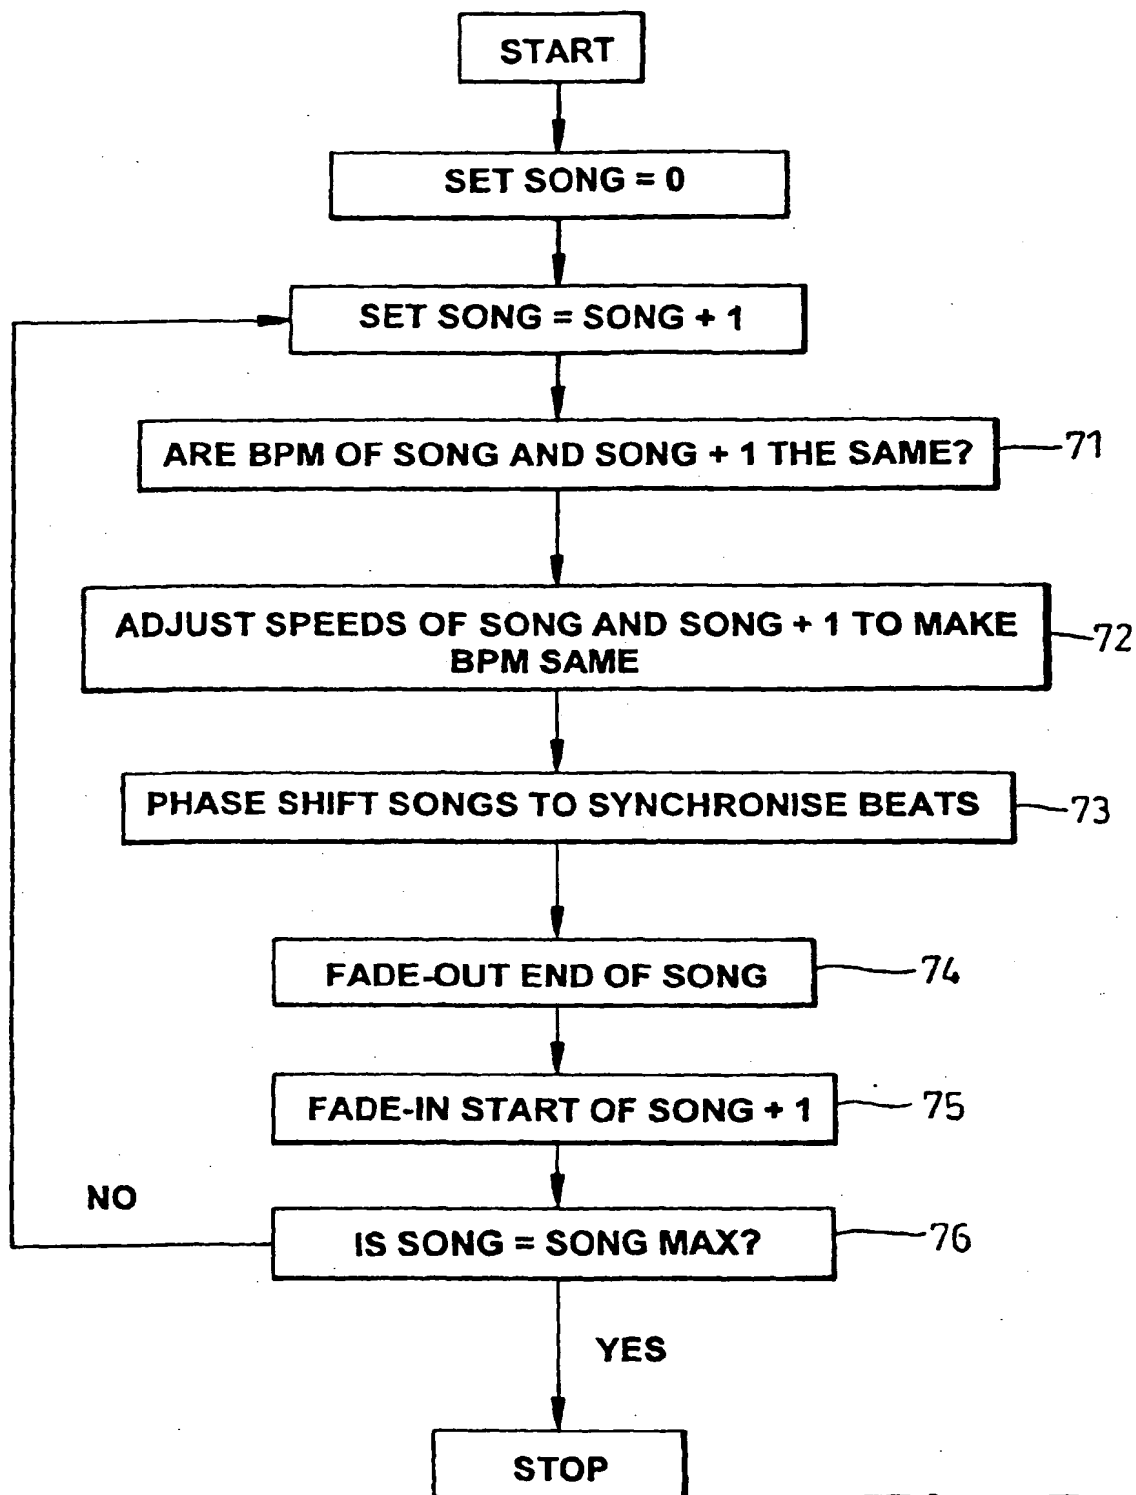 START
SET SONG = 0
SET SONG = SONG + 1
ARE BPM OF SONG AND SONG + 1 THE SAME?
71
ADJUST SPEEDS OF SONG AND SONG + 1 TO MAKE
BPM SAME
72
PHASE SHIFT SONGS TO SYNCHRONISE BEATS
73
FADE-OUT END OF SONG
74
FADE-IN START OF SONG + 1
75
NO
IS SONG = SONG MAX?
76
YES
STOP